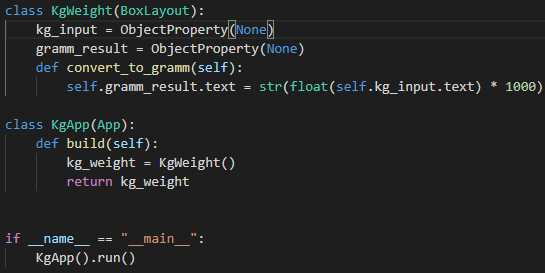 class KgWeight(BoxLayout):
    kg_input = ObjectProperty(None)
    gramm_result = ObjectProperty(None)
    def convert_to_gramm(self):
        self.gramm_result.text = str(float(self.kg_input.text) * 1000)
class KgApp(App):
    def build(self):
        kg_weight = KgWeight()
        return kg_weight
if __name__ == "__main__":
    KgApp().run()